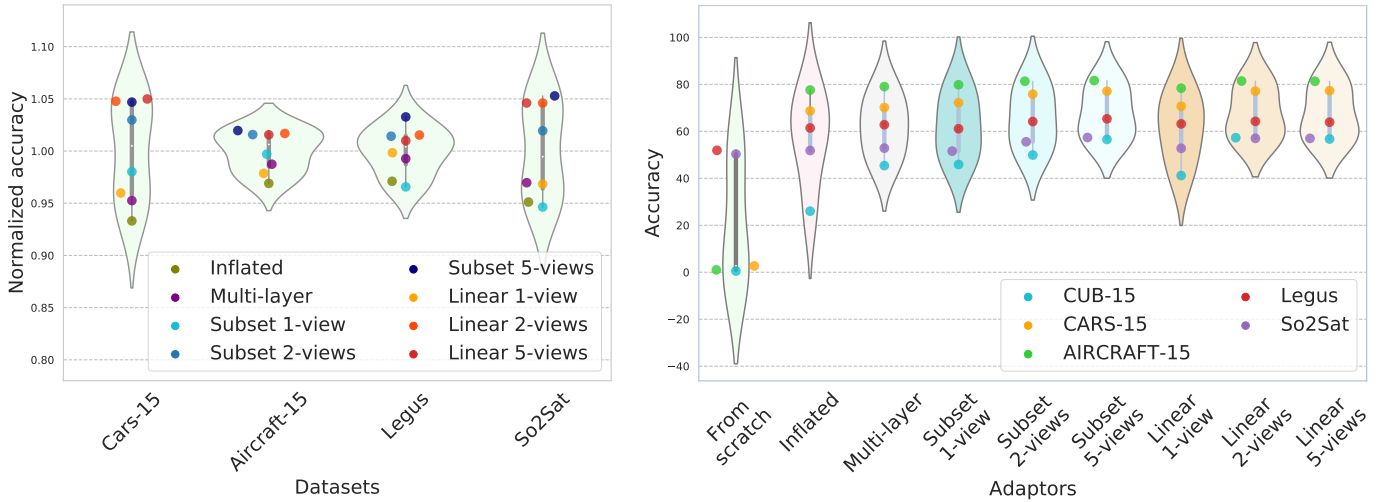 Normalized accuracy
1.10
1.05
1.00
0.95
0.90
0.85
0.80
Inflated
Multi-layer
Subset 1-view
Subset 2-views
Subset 5-views
Linear 1-view
Linear 2-views
Linear 5-views
Cars-15
Aircraft-15
Legus
So2Sat
Datasets
Accuracy
100
80
60
40
20
0
−20
−40
CUB-15
CARS-15
AIRCRAFT-15
Legus
So2Sat
From
scratch
Inflated
Multi-layer
Subset
1-view
Subset
2-views
Subset
5-views
Linear
1-view
Linear
2-views
Linear
5-views
Adaptors